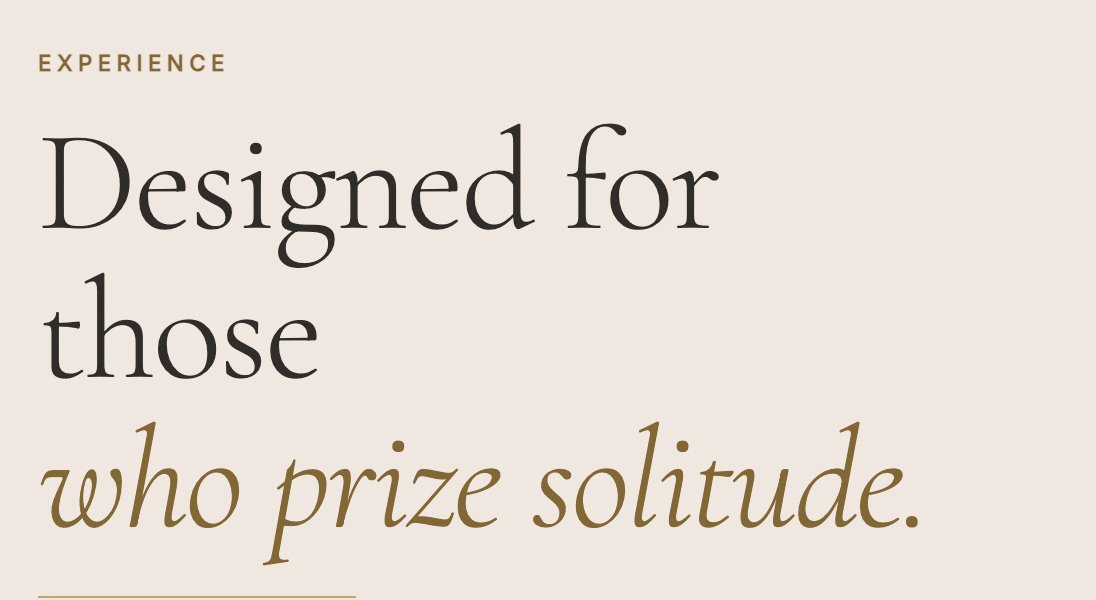 EXPERIENCE
Designed for
those
who prize solitude.